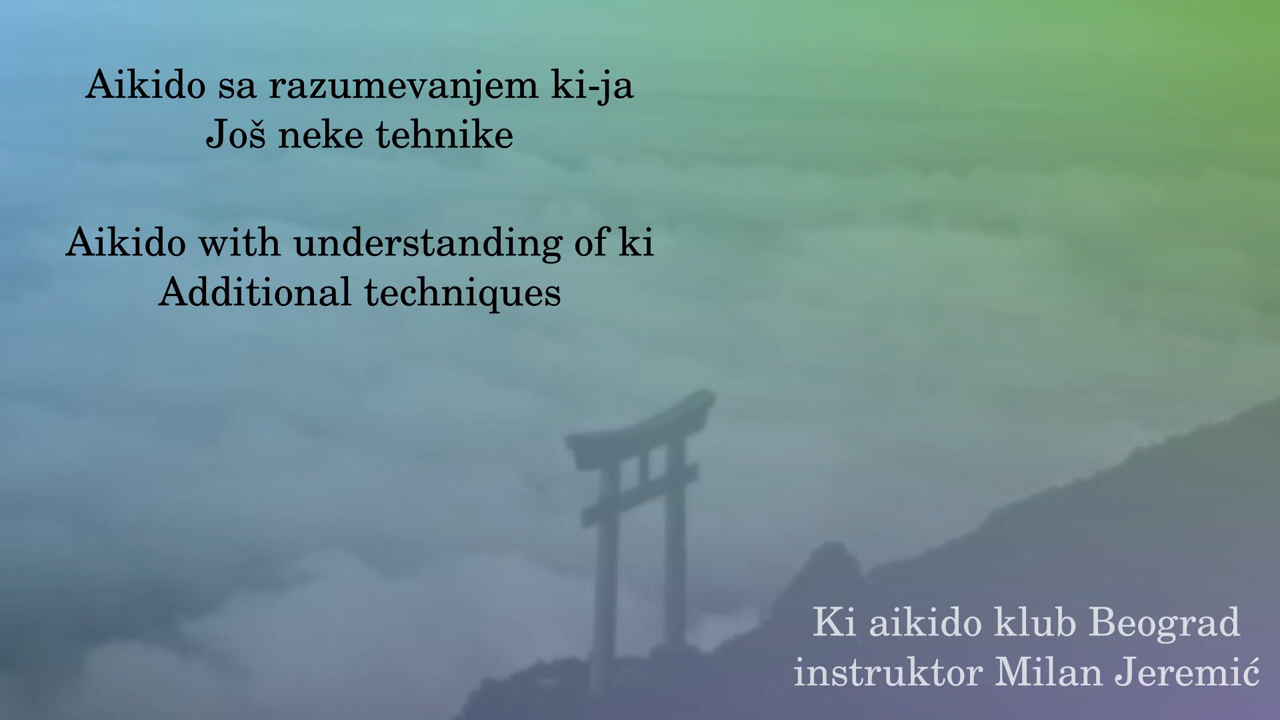 Aikido sa razumevanjem ki-ja
Još neke tehnike
Aikido with understanding of ki
Additional techniques
Ki aikido klub Beograd
instruktor Milan Jeremić